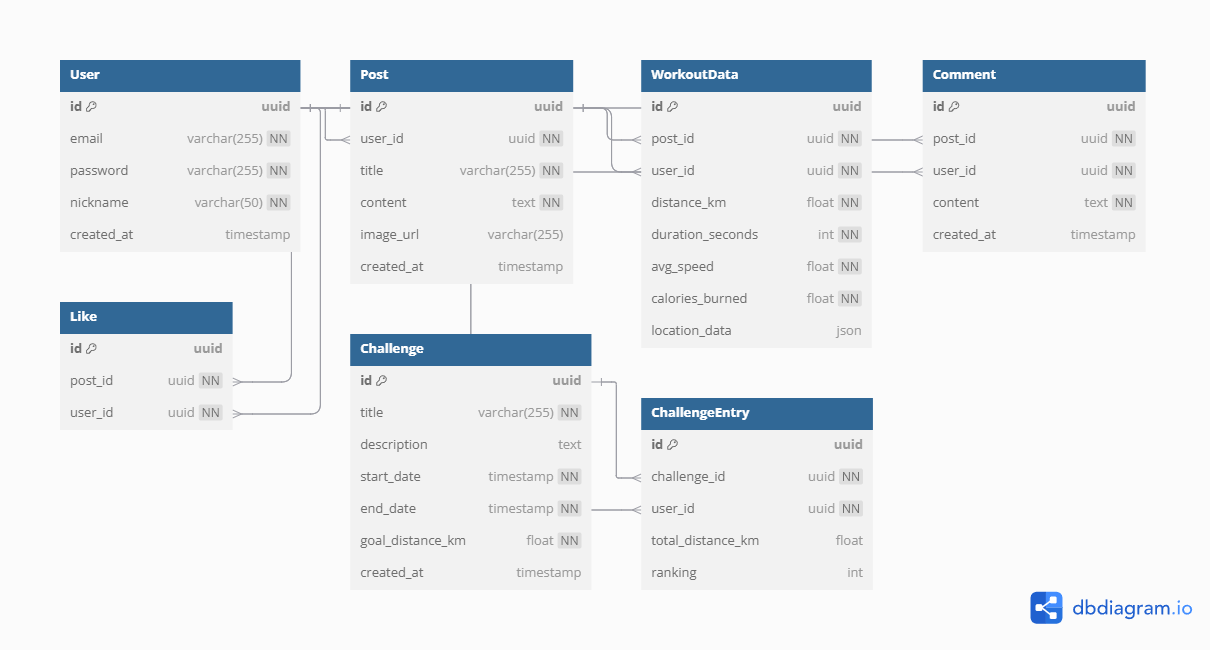 User
id uuid
email varchar(255) NN
password varchar(255) NN
nickname varchar(50) NN
created_at timestamp
Post
id uuid
user_id uuid NN
title varchar(255) NN
content text NN
image_url varchar(255)
created_at timestamp
WorkoutData
id uuid
post_id uuid NN
user_id uuid NN
distance_km float NN
duration_seconds int NN
avg_speed float NN
calories_burned float NN
location_data json
Comment
id uuid
post_id uuid NN
user_id uuid NN
content text NN
created_at timestamp
Like
id uuid
post_id uuid NN
user_id uuid NN
Challenge
id uuid
title varchar(255) NN
description text
start_date timestamp NN
end_date timestamp NN
goal_distance_km float NN
created_at timestamp
ChallengeEntry
id uuid
challenge_id uuid NN
user_id uuid NN
total_distance_km float
ranking int
dbdiagram.io